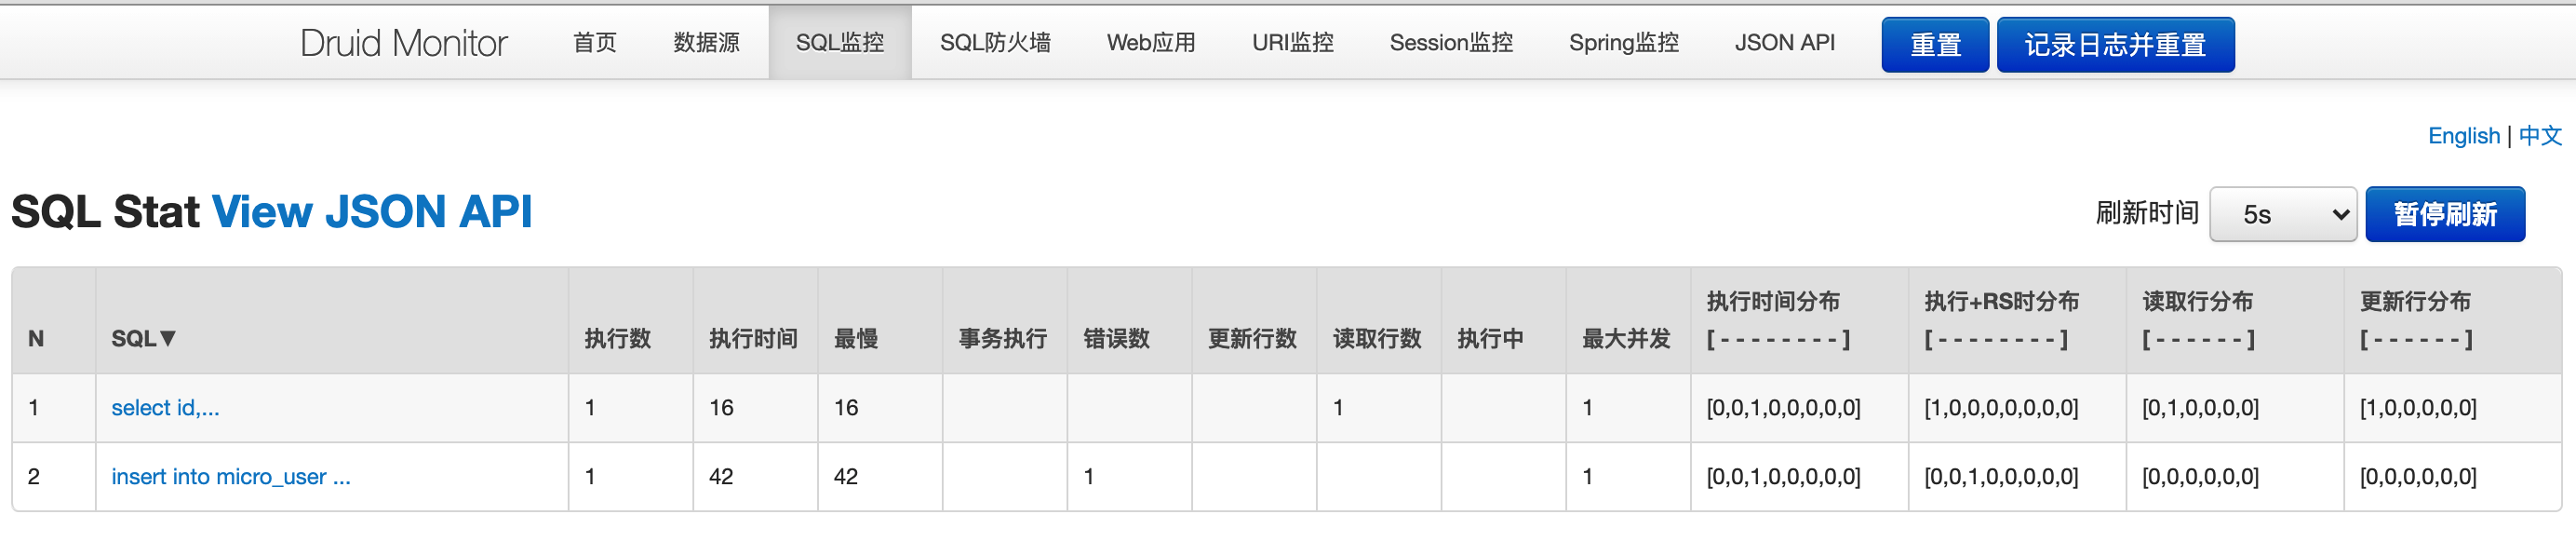 Druid Monitor 首页 数据源 SQL监控 SQL防火墙 Web应用 URI监控 Session监控 Spring监控 JSON API 重置 记录日志并重置
English | 中文
SQL Stat View JSON API 刷新时间 5s 暂停刷新
N SQL▼ 执行数 执行时间 最慢 事务执行 错误数 更新行数 读取行数 执行中 最大并发 执行时间分布 [ - - - - - - - - ] 执行+RS时分布 [ - - - - - - - - ] 读取行分布 [ - - - - - - ] 更新行分布 [ - - - - - - ]
1 select id,... 1 16 16 1 1 [0,0,1,0,0,0,0,0] [1,0,0,0,0,0,0,0] [0,1,0,0,0,0] [1,0,0,0,0,0]
2 insert into micro_user ... 1 42 42 1 1 [0,0,1,0,0,0,0,0] [0,0,1,0,0,0,0,0] [0,0,0,0,0,0] [0,0,0,0,0,0]